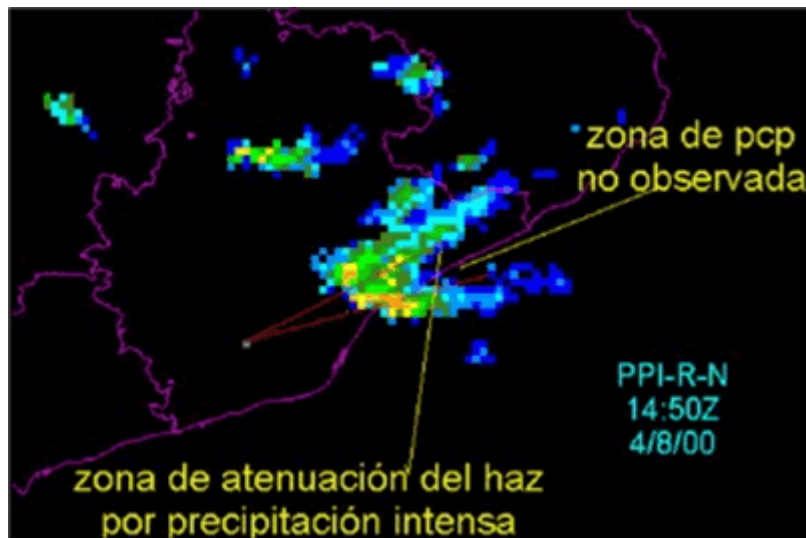 zona de pcp
no observada
PPI-R-N
14:50Z
4/8/00
zona de atenuación del haz
por precipitación intensa